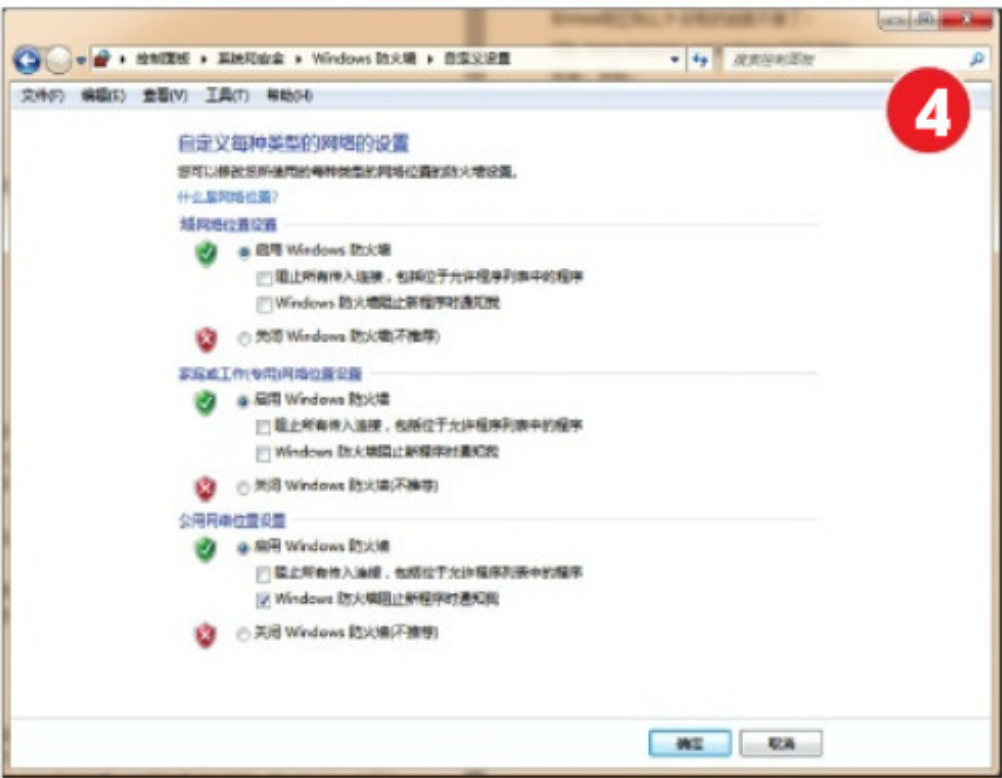 控制面板 ▸ 系统和安全 ▸ Windows 防火墙 ▸ 自定义设置
搜索控制面板
文件(F) 编辑(E) 查看(V) 工具(T) 帮助(H)
4
自定义每种类型的网络的设置
您可以修改您所使用的每种类型的网络位置的防火墙设置。
什么是网络位置?
域网络位置设置
启用 Windows 防火墙
阻止所有传入连接，包括位于允许程序列表中的程序
Windows 防火墙阻止新程序时通知我
关闭 Windows 防火墙(不推荐)
家庭或工作(专用)网络位置设置
启用 Windows 防火墙
阻止所有传入连接，包括位于允许程序列表中的程序
Windows 防火墙阻止新程序时通知我
关闭 Windows 防火墙(不推荐)
公用网络位置设置
启用 Windows 防火墙
阻止所有传入连接，包括位于允许程序列表中的程序
Windows 防火墙阻止新程序时通知我
关闭 Windows 防火墙(不推荐)
确定 取消